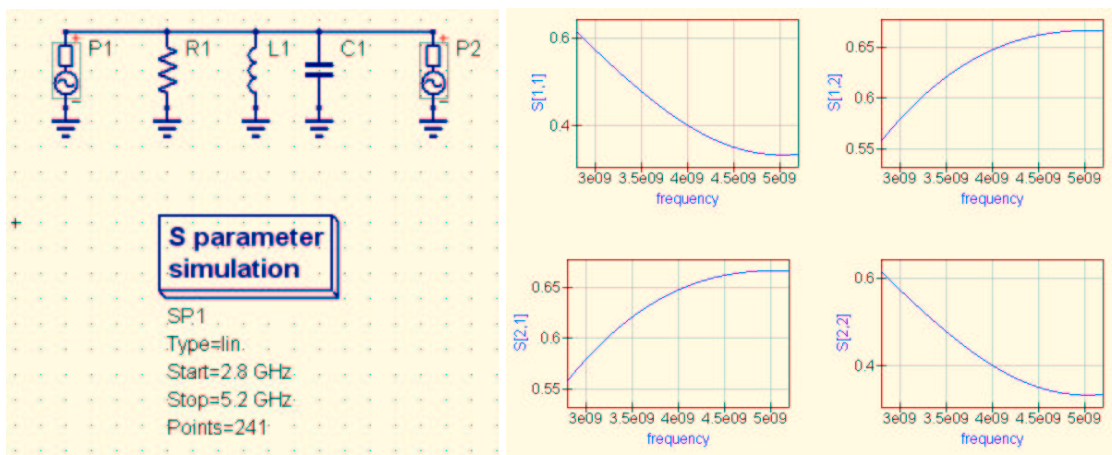 P1 R1 L1 C1 P2
S parameter
simulation
SP1
Type=lin
Start=2.8 GHz
Stop=5.2 GHz
Points=241
S[1,1]
0.6
0.4
3e09 3.5e09 4e09 4.5e09 5e09
frequency
S[1,2]
0.65
0.6
0.55
3e09 3.5e09 4e09 4.5e09 5e09
frequency
S[2,1]
0.65
0.6
0.55
3e09 3.5e09 4e09 4.5e09 5e09
frequency
S[2,2]
0.6
0.4
3e09 3.5e09 4e09 4.5e09 5e09
frequency